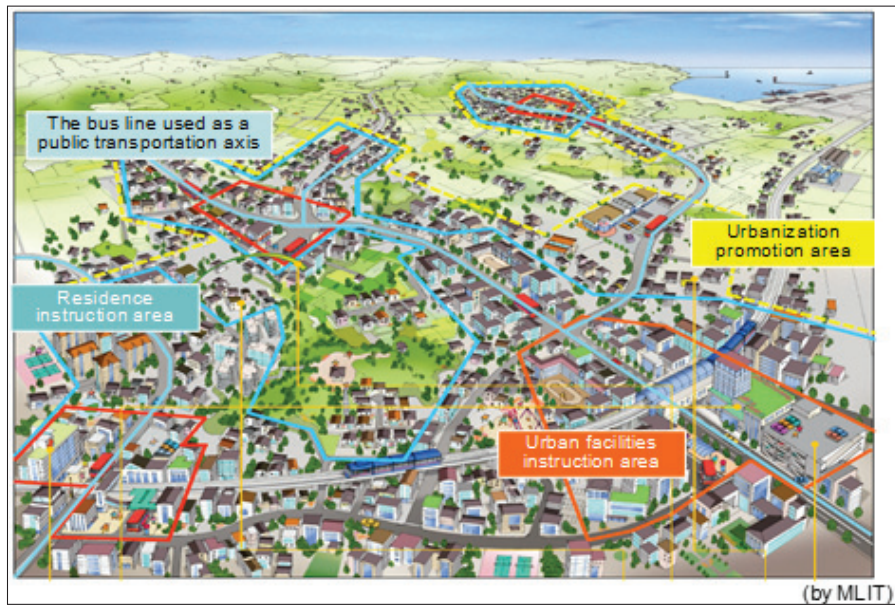 The bus line used as a
public transportation axis
Urbanization
promotion area
Residence
instruction area
Urban facilities
instruction area
(by MLIT)